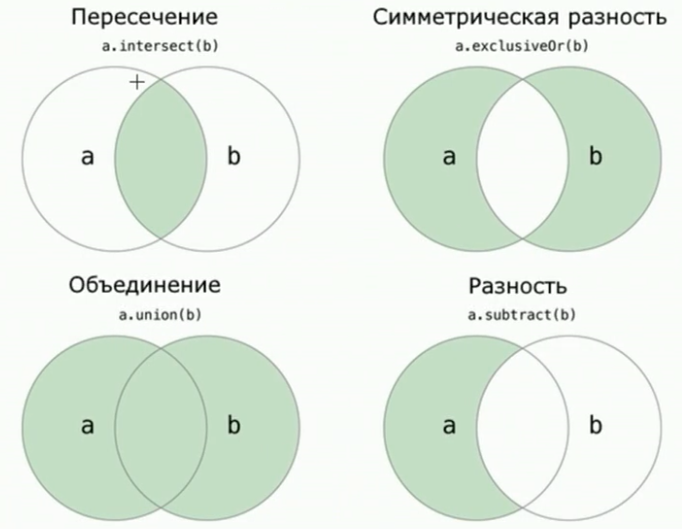 Пересечение
a.intersect(b)
a
b
Симметрическая разность
a.exclusiveOr(b)
a
b
Объединение
a.union(b)
a
b
Разность
a.subtract(b)
a
b